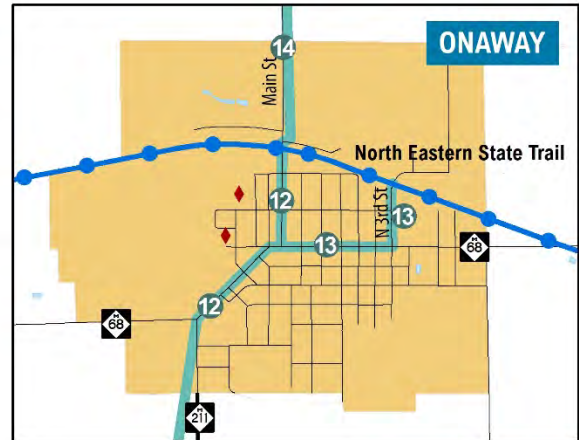 ONAWAY
14
Main St
North Eastern State Trail
12
N 3rd St
13
13
M
68
12
M
68
M
211